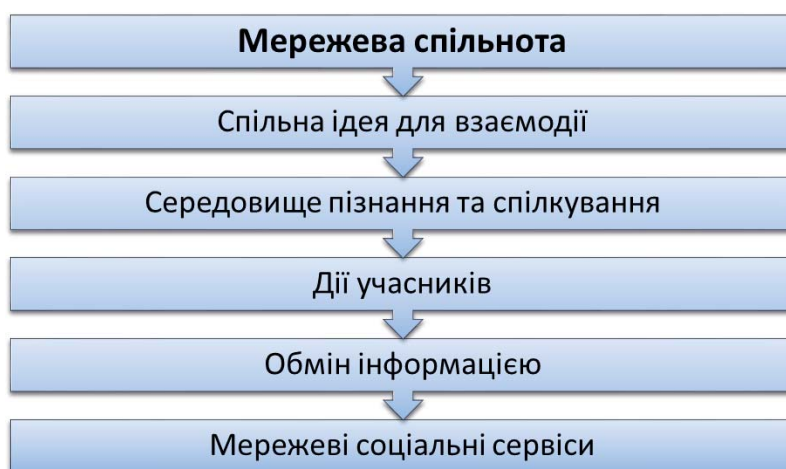 Мережева спільнота
Спільна ідея для взаємодії
Середовище пізнання та спілкування
Дії учасників
Обмін інформацією
Мережеві соціальні сервіси